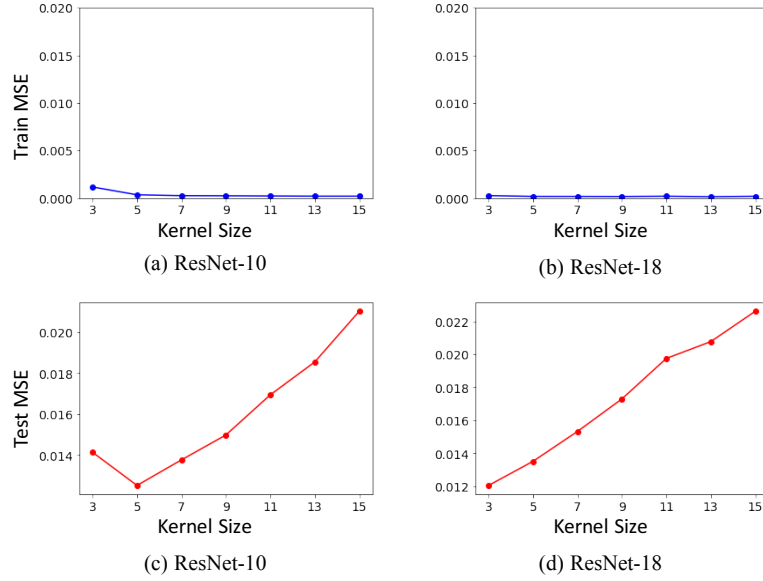 0.020
0.015
0.010
0.005
0.000
Train MSE
3 5 7 9 11 13 15
Kernel Size
(a) ResNet-10
0.020
0.015
0.010
0.005
0.000
3 5 7 9 11 13 15
Kernel Size
(b) ResNet-18
0.020
0.018
0.016
0.014
Test MSE
3 5 7 9 11 13 15
Kernel Size
(c) ResNet-10
0.022
0.020
0.018
0.016
0.014
0.012
3 5 7 9 11 13 15
Kernel Size
(d) ResNet-18